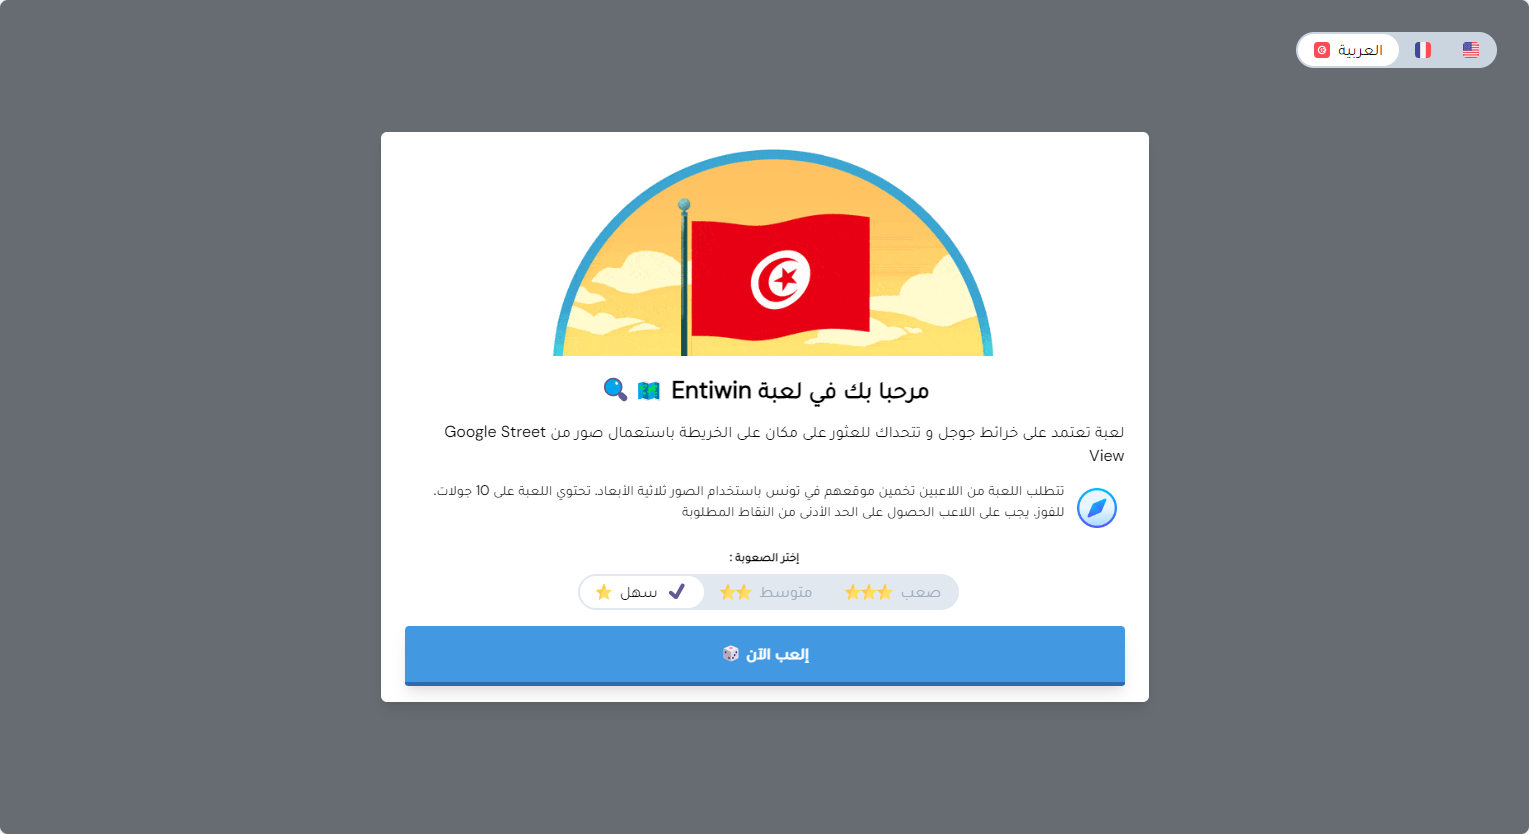 العربية
مرحبا بك في لعبة Entiwin
لعبة تعتمد على خرائط جوجل و تتحداك للعثور على مكان على الخريطة باستعمال صور من Google Street
View
تتطلب اللعبة من اللاعبين تخمين موقعهم في تونس باستخدام الصور ثلاثية الأبعاد. تحتوي اللعبة على 10 جولات.
للفوز، يجب على اللاعب الحصول على الحد الأدنى من النقاط المطلوبة
إختر الصعوبة :
صعب متوسط سهل
إلعب الآن